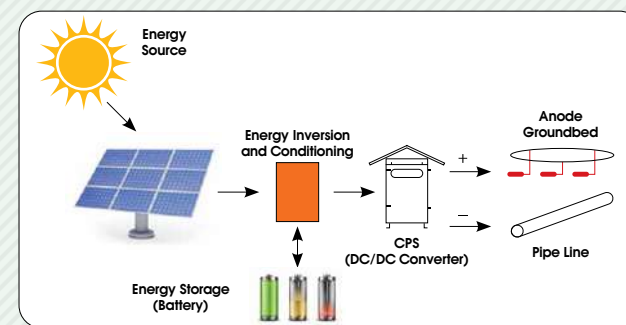 Energy
Source
Energy Inversion
and Conditioning
Anode
Groundbed
+
−
CPS
(DC/DC Converter)
Pipe Line
Energy Storage
(Battery)